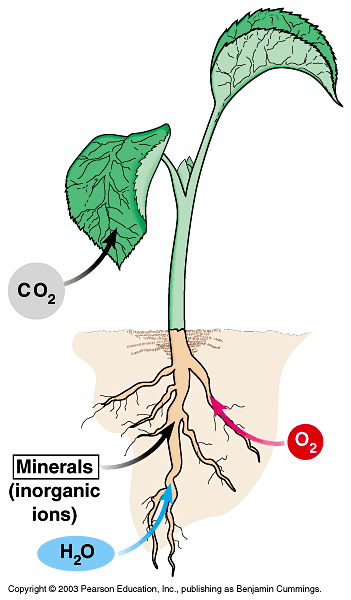 CO₂
O₂
Minerals
(inorganic
ions)
H₂O
Copyright © 2003 Pearson Education, Inc., publishing as Benjamin Cummings.